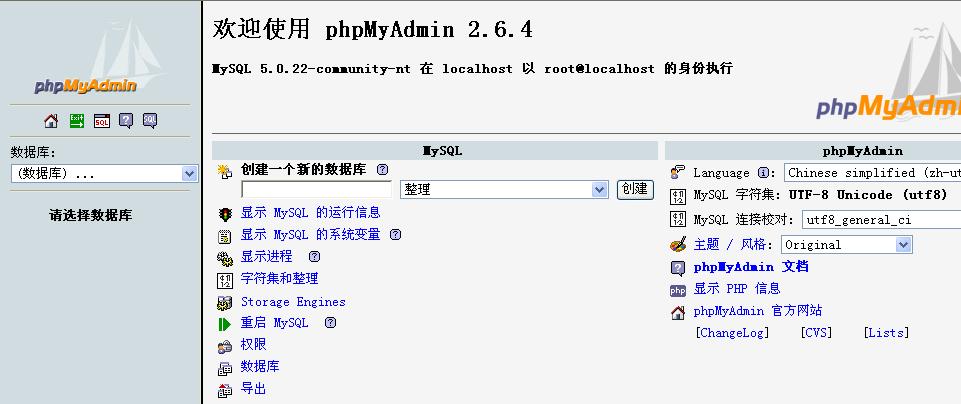 phpMyAdmin
Exit SQL ? SQL
数据库：
(数据库) ...
请选择数据库
欢迎使用 phpMyAdmin 2.6.4
MySQL 5.0.22-community-nt 在 localhost 以 root@localhost 的身份执行
phpMyAdmi
MySQL
创建一个新的数据库
整理 创建
显示 MySQL 的运行信息
显示 MySQL 的系统变量
显示进程
字符集和整理
Storage Engines
重启 MySQL
权限
数据库
导出
phpMyAdmin
Language : Chinese simplified (zh-ut
MySQL 字符集: UTF-8 Unicode (utf8)
MySQL 连接校对: utf8_general_ci
主题 / 风格: Original
phpMyAdmin 文档
php 显示 PHP 信息
phpMyAdmin 官方网站
[ChangeLog] [CVS] [Lists]